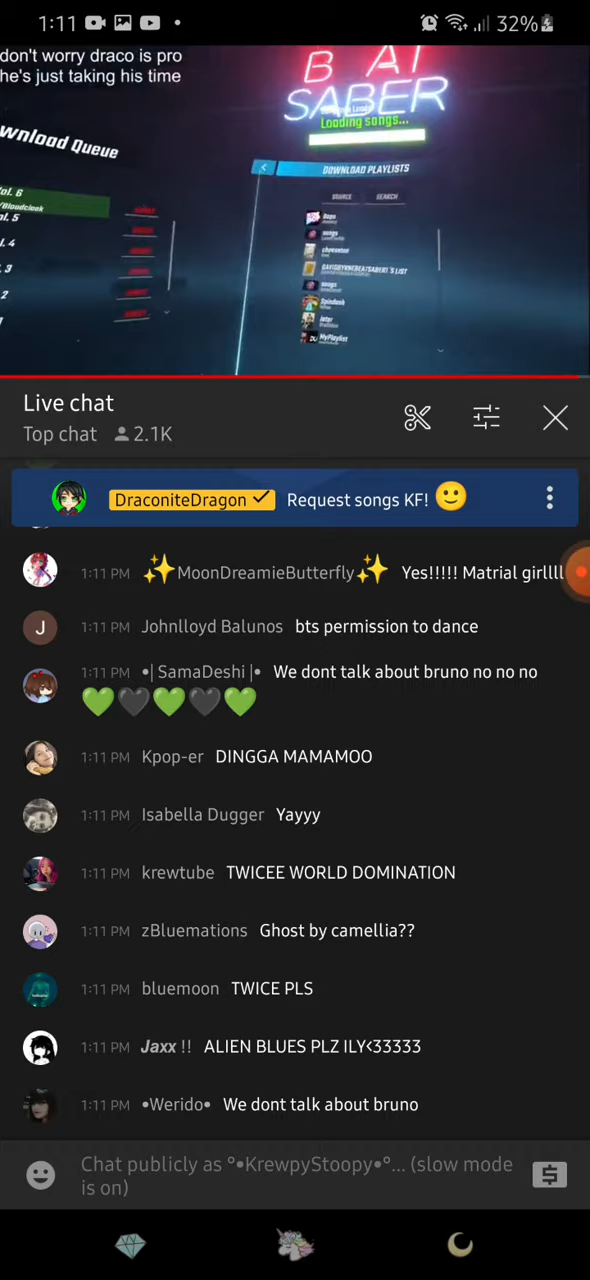 1:11 32%
don't worry draco is pro
he's just taking his time
B AT
SABER
Loading songs...
wnload Queue
DOWNLOAD PLAYLISTS
SOURCE SEARCH
ol. 6
ol. 5
l. 4
. 3
2
songs
cheeseton
songs
Spindash
later
MyPlaylist
Live chat
Top chat 2.1K
DraconiteDragon Request songs KF! 🙂
1:11 PM ✨MoonDreamieButterfly✨ Yes!!!!! Matrial girllll
J 1:11 PM Johnlloyd Balunos bts permission to dance
1:11 PM •| SamaDeshi |• We dont talk about bruno no no no
💚🖤💚🖤💚
1:11 PM Kpop-er DINGGA MAMAMOO
1:11 PM Isabella Dugger Yayyy
1:11 PM krewtube TWICEE WORLD DOMINATION
1:11 PM zBluemations Ghost by camellia??
1:11 PM bluemoon TWICE PLS
1:11 PM Jaxx !! ALIEN BLUES PLZ ILY<33333
1:11 PM •Werido• We dont talk about bruno
Chat publicly as °•KrewpyStoopy•°... (slow mode
is on)